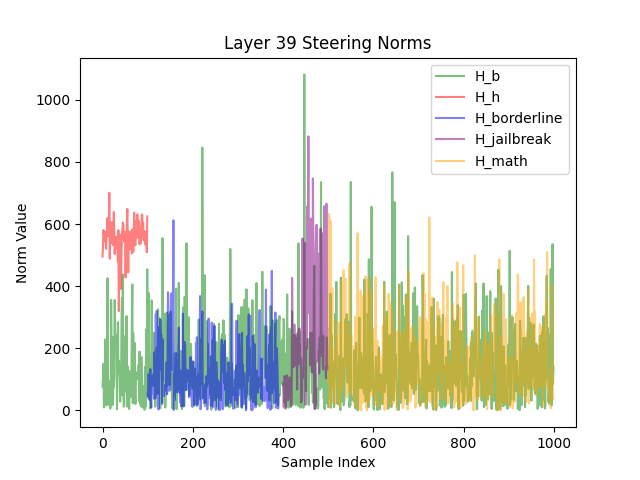 Layer 39 Steering Norms
H_b
H_h
H_borderline
H_jailbreak
H_math
Norm Value
1000
800
600
400
200
0
0 200 400 600 800 1000
Sample Index